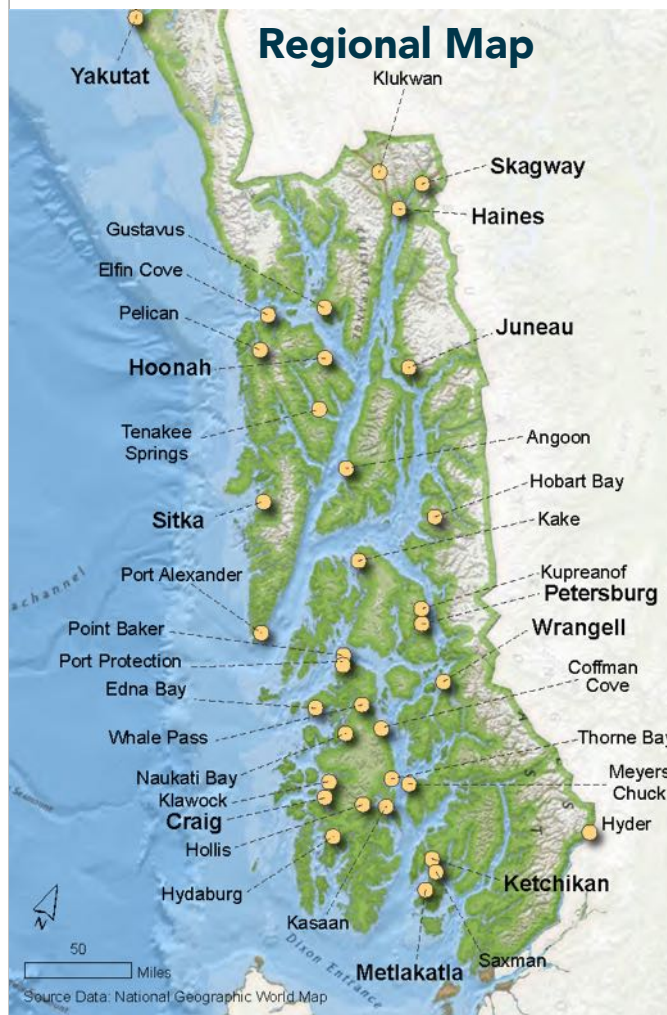 Regional Map
Yakutat
Klukwan
Skagway
Haines
Gustavus
Elfin Cove
Pelican
Juneau
Hoonah
Tenakee
Springs
Angoon
Hobart Bay
Sitka
Kake
Port Alexander
Kupreanof
Petersburg
Point Baker
Wrangell
Port Protection
Coffman
Cove
Edna Bay
Whale Pass
Thorne Bay
Naukati Bay
Meyers
Chuck
Klawock
Craig
Hyder
Hollis
Ketchikan
Hydaburg
Kasaan
N
50
Miles
Dixon Entrance
Saxman
Metlakatla
Source Data: National Geographic World Map